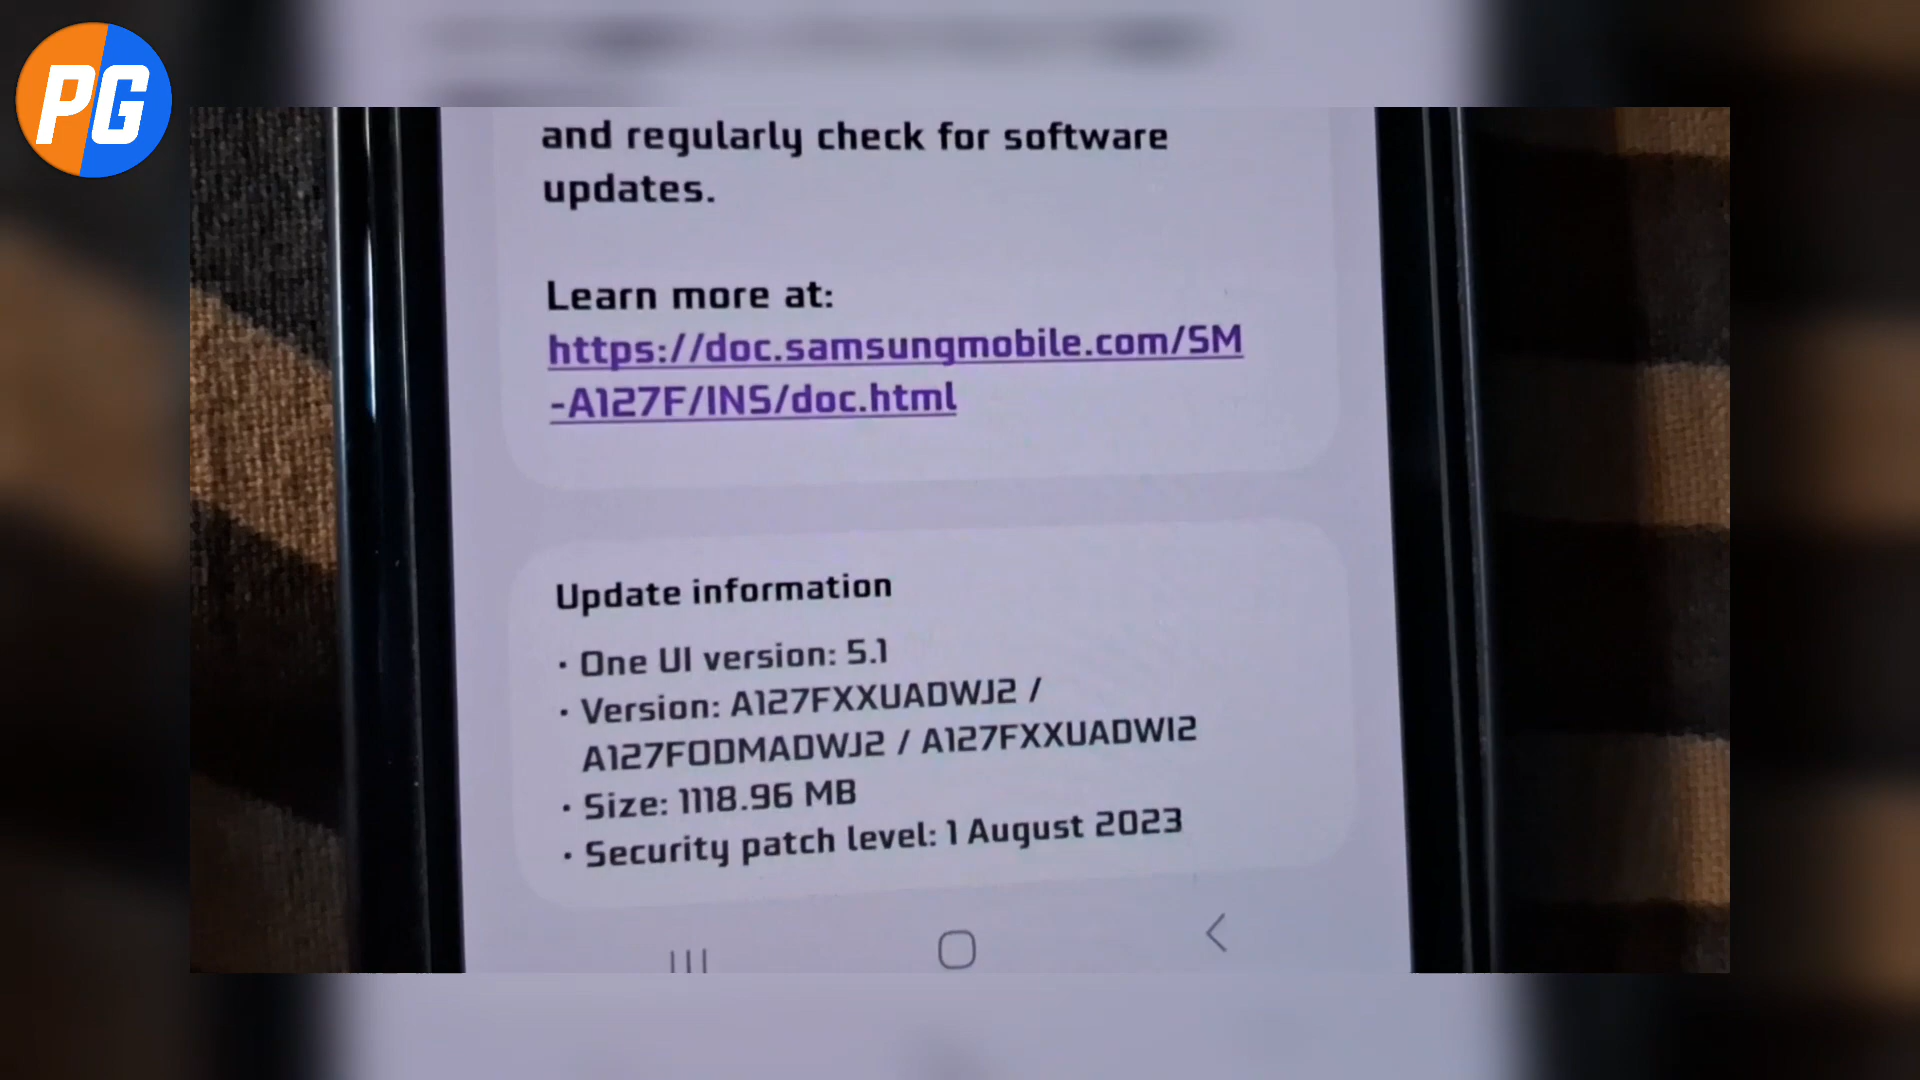 PG
and regularly check for software
updates.
Learn more at:
https://doc.samsungmobile.com/SM
-A127F/INS/doc.html
Update information
• One UI version: 5.1
• Version: A127FXXUADWJ2 /
A127FODMADWJ2 / A127FXXUADWI2
• Size: 1118.96 MB
• Security patch level: 1 August 2023